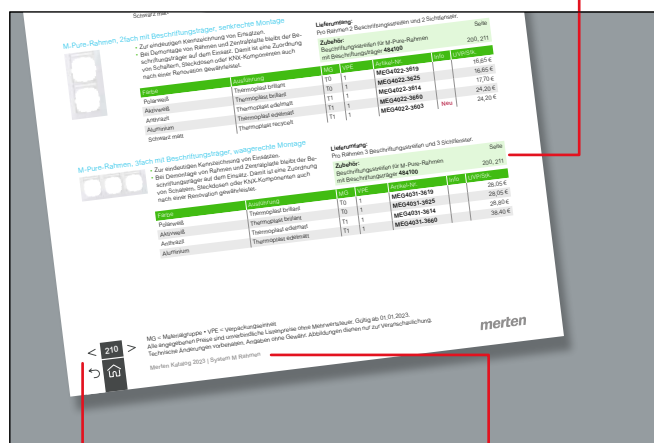 Schwarz matt
M-Pure-Rahmen, 2fach mit Beschriftungsträger, senkrechte Montage
• Zur eindeutigen Kennzeichnung von Einsätzen.
• Bei Demontage von Rahmen und Zentralplatte bleibt der Be-
schriftungsträger auf dem Einsatz. Damit ist eine Zuordnung
von Schaltern, Steckdosen oder KNX-Komponenten auch
nach einer Renovation gewährleistet.
Lieferumfang:
Pro Rahmen 2 Beschriftungsstreifen und 2 Sichtfenster.
Zubehör: Seite
Beschriftungsstreifen für M-Pure-Rahmen
mit Beschriftungsträger 484100 200, 211
Farbe Ausführung MG VPE Artikel-Nr. Info UVP/Stk.
Polarweiß Thermoplast brillant T0 1 MEG4022-3619 16,65 €
Aktivweiß Thermoplast brillant T0 1 MEG4022-3625 16,65 €
Anthrazit Thermoplast edelmatt T1 1 MEG4022-3614 17,70 €
Aluminium Thermoplast edelmatt T1 1 MEG4022-3660 24,20 €
Schwarz matt Thermoplast recycelt T1 1 MEG4022-3603 Neu 24,20 €
M-Pure-Rahmen, 3fach mit Beschriftungsträger, waagerechte Montage
• Zur eindeutigen Kennzeichnung von Einsätzen.
• Bei Demontage von Rahmen und Zentralplatte bleibt der Be-
schriftungsträger auf dem Einsatz. Damit ist eine Zuordnung
von Schaltern, Steckdosen oder KNX-Komponenten auch
nach einer Renovation gewährleistet.
Lieferumfang:
Pro Rahmen 3 Beschriftungsstreifen und 3 Sichtfenster.
Zubehör: Seite
Beschriftungsstreifen für M-Pure-Rahmen
mit Beschriftungsträger 484100 200, 211
Farbe Ausführung MG VPE Artikel-Nr. Info UVP/Stk.
Polarweiß Thermoplast brillant T0 1 MEG4031-3619 28,05 €
Aktivweiß Thermoplast brillant T0 1 MEG4031-3625 28,05 €
Anthrazit Thermoplast edelmatt T1 1 MEG4031-3614 28,80 €
Aluminium Thermoplast edelmatt T1 1 MEG4031-3660 38,40 €
MG = Materialgruppe • VPE = Verpackungseinheit
Alle angegebenen Preise sind unverbindliche Listenpreise ohne Mehrwertsteuer. Gültig ab 01.01.2023.
Technische Änderungen vorbehalten. Angaben ohne Gewähr. Abbildungen dienen nur zur Veranschaulichung.
< 210 >
Merten Katalog 2023 | System M Rahmen
merten